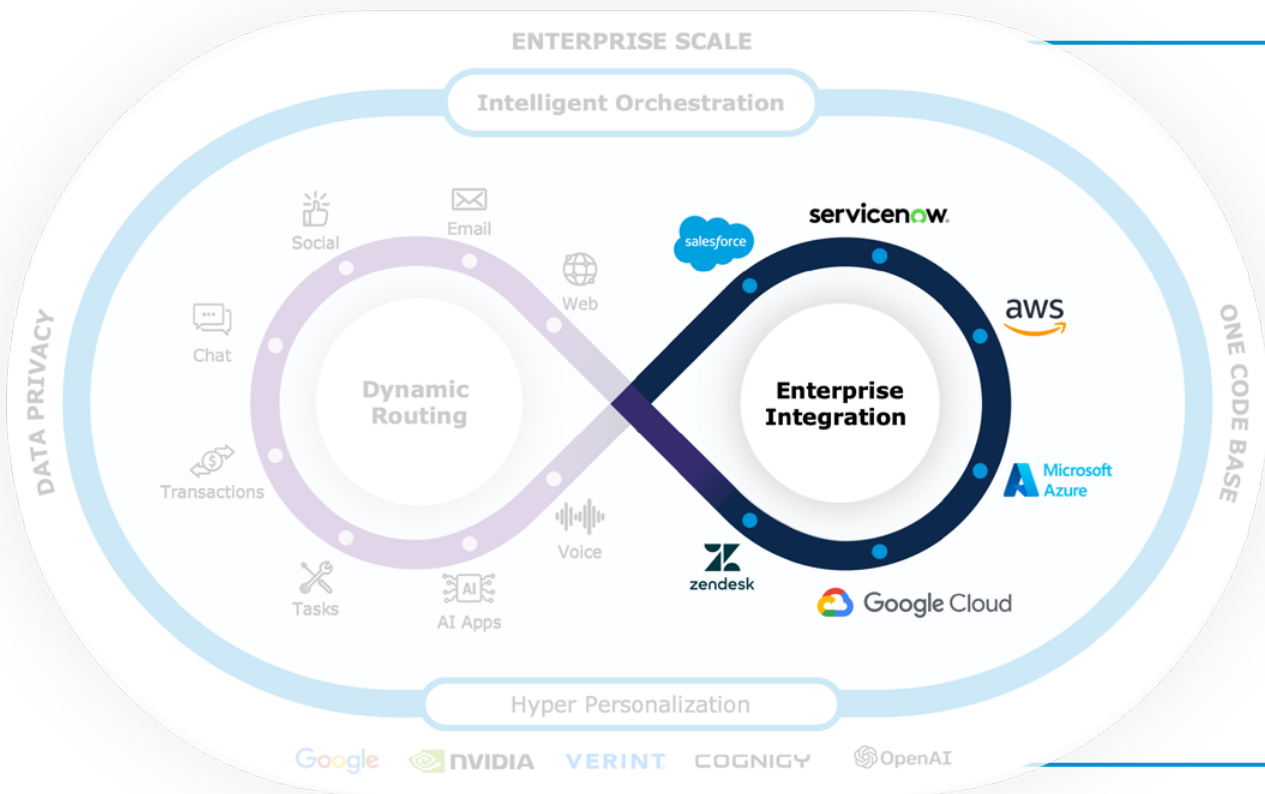 ENTERPRISE SCALE
Intelligent Orchestration
DATA PRIVACY
ONE CODE BASE
Social
Email
Web
Chat
Dynamic
Routing
Transactions
Tasks
AI
AI Apps
Voice
salesforce
servicenow.
aws
Enterprise
Integration
Microsoft
Azure
zendesk
Google Cloud
Hyper Personalization
Google
NVIDIA
VERINT
COGNIGY
OpenAI